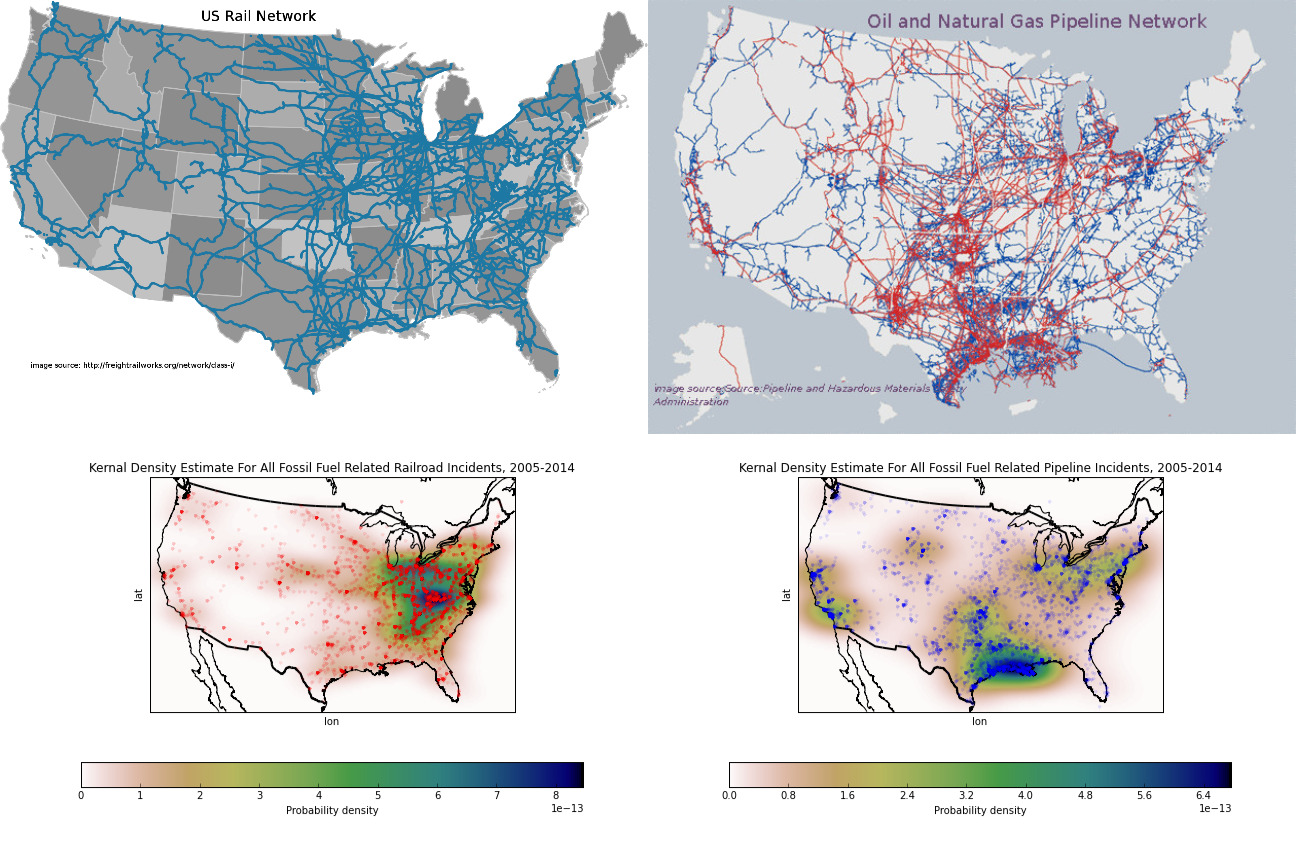 US Rail Network
Oil and Natural Gas Pipeline Network
image source: http://freightrailworks.org/network/class-i/
image source:Source:Pipeline and Hazardous Materials
Administration
Kernal Density Estimate For All Fossil Fuel Related Railroad Incidents, 2005-2014
Kernal Density Estimate For All Fossil Fuel Related Pipeline Incidents, 2005-2014
lat
lat
lon
lon
0 1 2 3 4 5 6 7 8
1e−13
Probability density
0.0 0.8 1.6 2.4 3.2 4.0 4.8 5.6 6.4
1e−13
Probability density